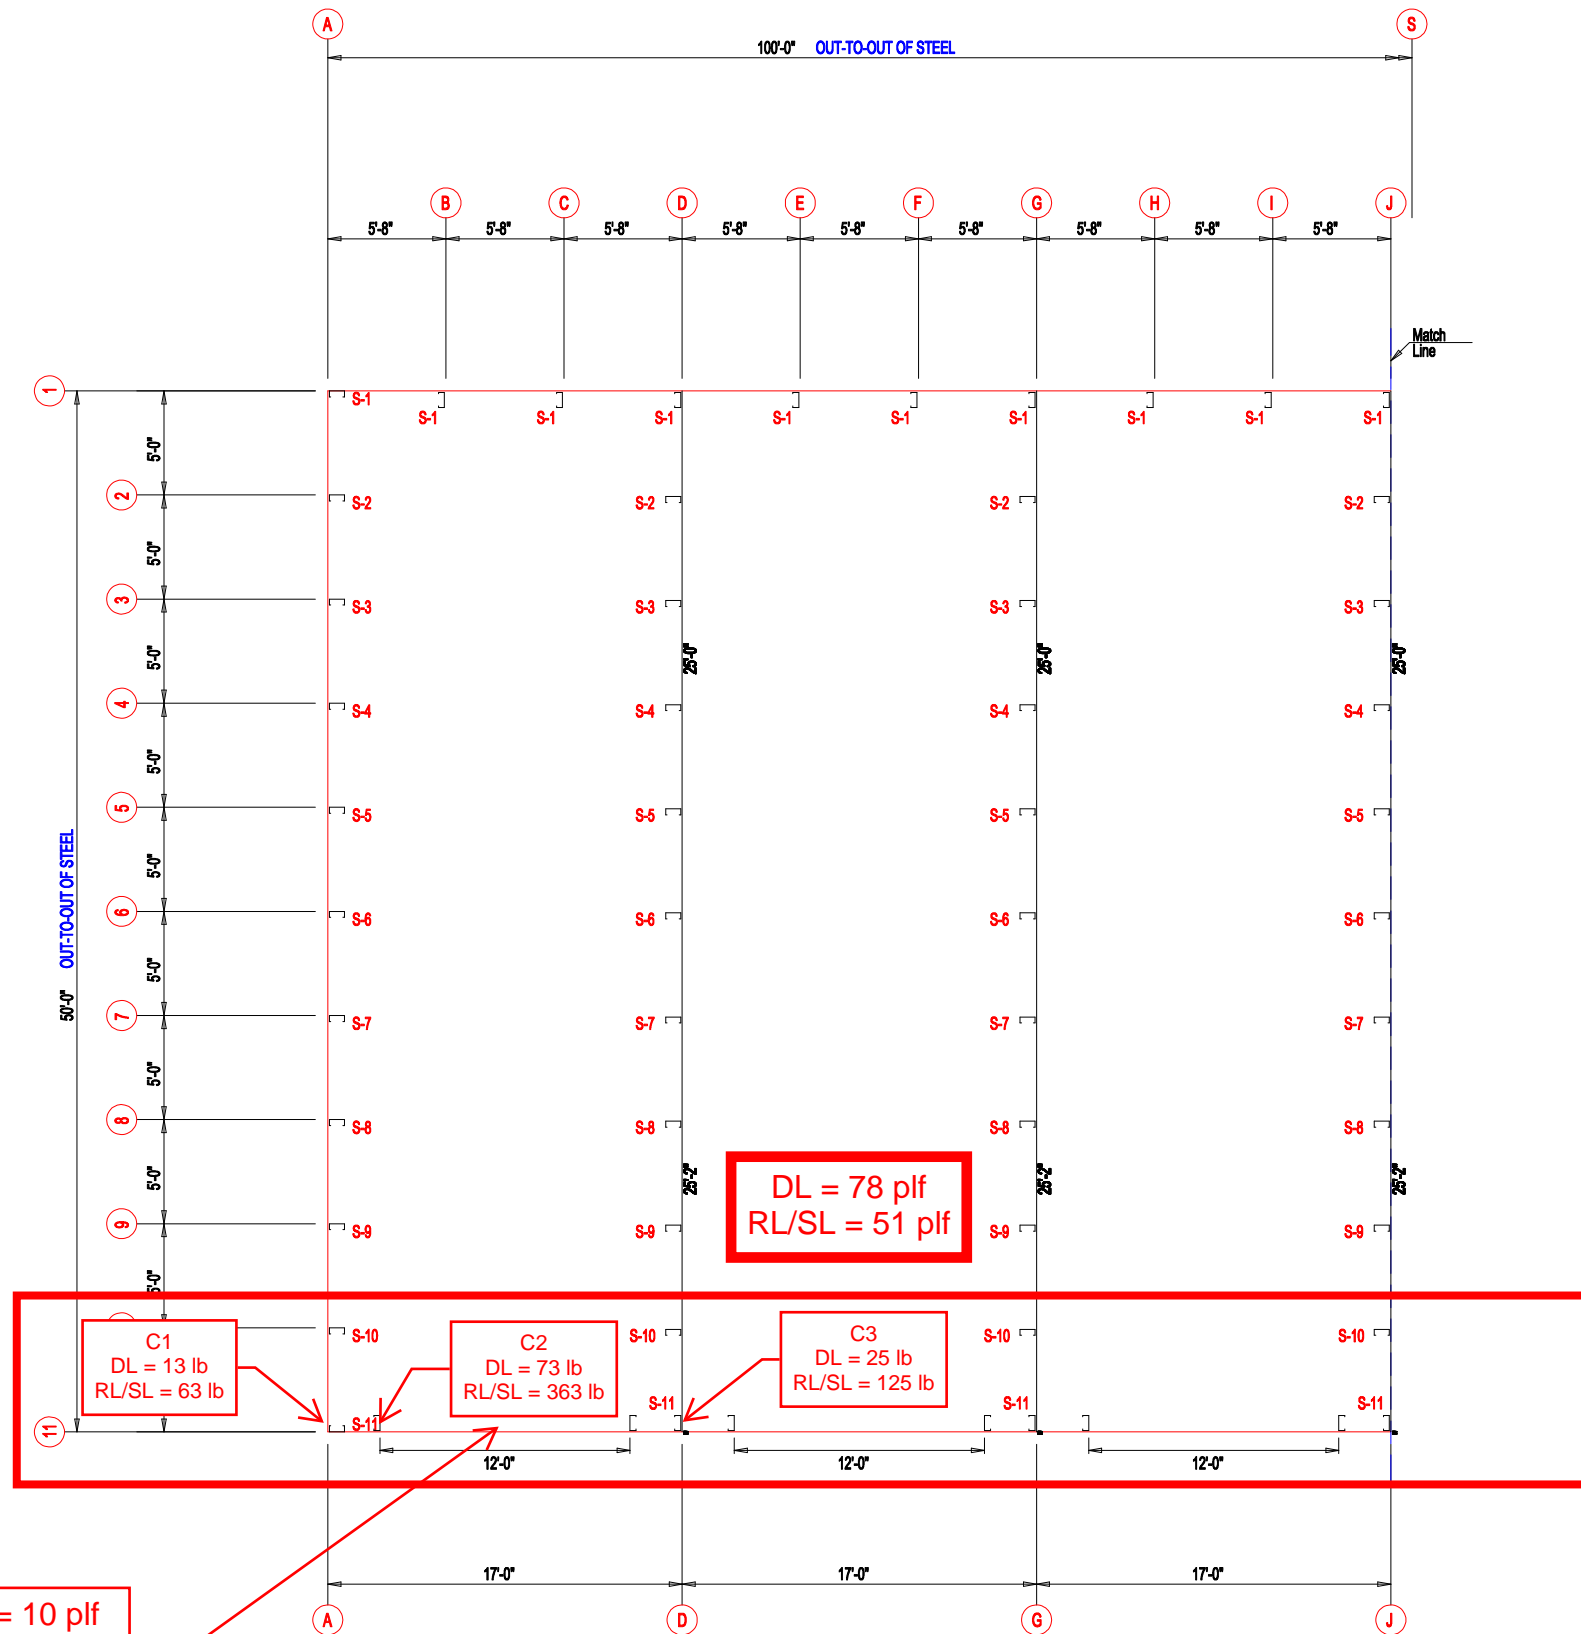 A
S
100'-0" OUT-TO-OUT OF STEEL
B
C
D
E
F
G
H
I
J
5'-8"
5'-8"
5'-8"
5'-8"
5'-8"
5'-8"
5'-8"
5'-8"
5'-8"
Match
Line
1
S-1
S-1
S-1
S-1
S-1
S-1
S-1
S-1
S-1
S-1
5'-0"
2
S-2
S-2
S-2
S-2
5'-0"
3
S-3
S-3
S-3
S-3
5'-0"
25'-0"
25'-0"
25'-0"
4
S-4
S-4
S-4
S-4
5'-0"
5
S-5
S-5
S-5
S-5
50'-0" OUT-TO-OUT OF STEEL
5'-0"
6
S-6
S-6
S-6
S-6
5'-0"
7
S-7
S-7
S-7
S-7
5'-0"
8
S-8
S-8
S-8
S-8
5'-0"
25'-2"
25'-2"
25'-2"
DL = 78 plf
RL/SL = 51 plf
9
S-9
S-9
S-9
S-9
5'-0"
S-10
S-10
S-10
S-10
C1
DL = 13 lb
RL/SL = 63 lb
C2
DL = 73 lb
RL/SL = 363 lb
C3
DL = 25 lb
RL/SL = 125 lb
11
S-11
S-11
S-11
S-11
12'-0"
12'-0"
12'-0"
17'-0"
17'-0"
17'-0"
= 10 plf
A
D
G
J